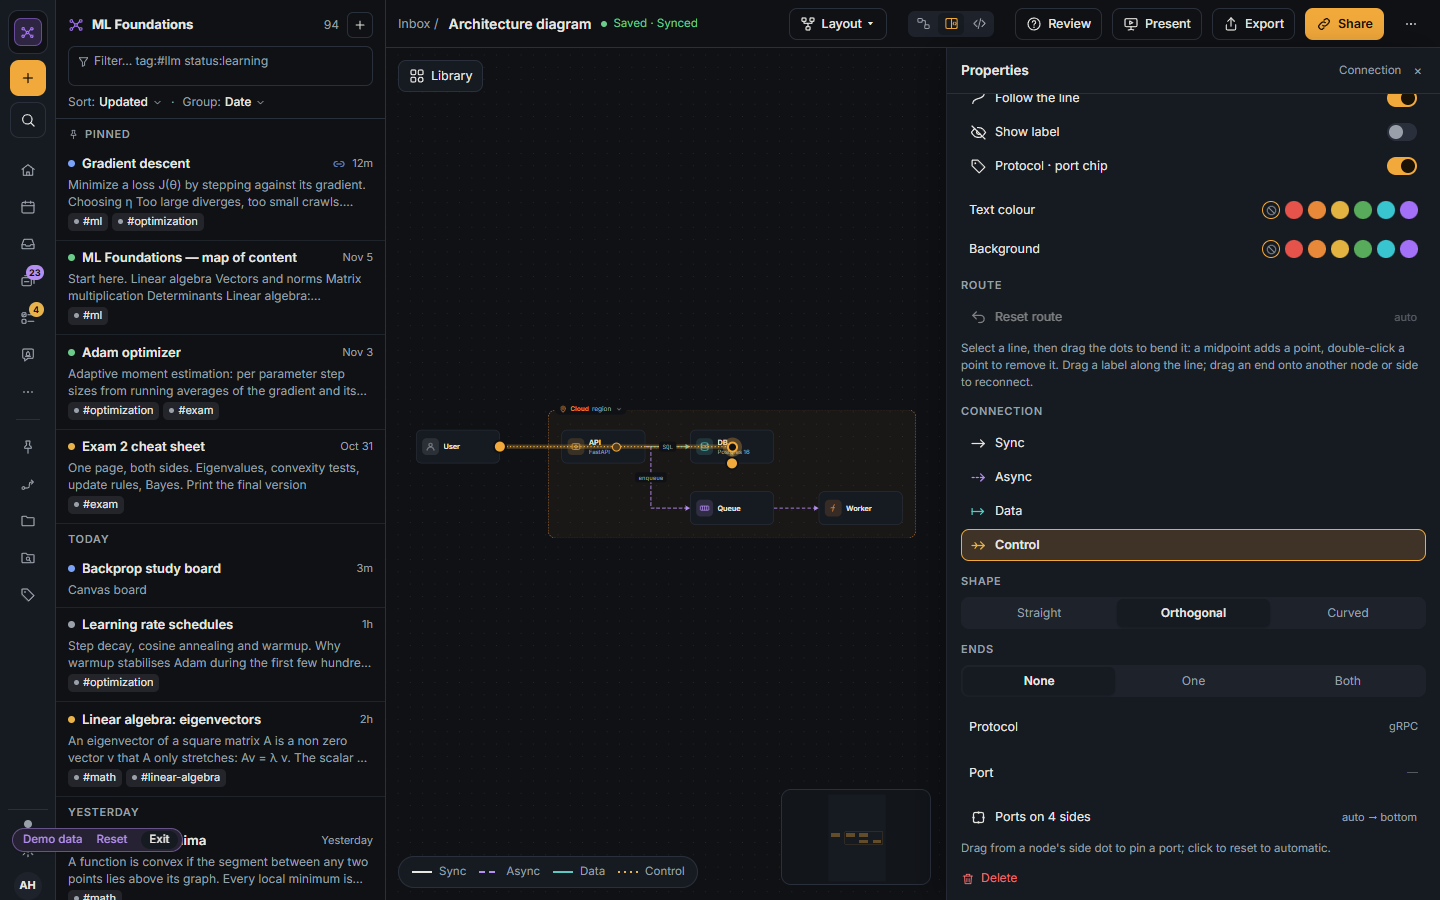 ML Foundations 94
Filter... tag:#llm status:learning
Sort: Updated · Group: Date
PINNED
Gradient descent 12m
Minimize a loss J(θ) by stepping against its gradient.
Choosing η Too large diverges, too small crawls....
#ml #optimization
ML Foundations — map of content Nov 5
Start here. Linear algebra Vectors and norms Matrix
multiplication Determinants Linear algebra:...
#ml
Adam optimizer Nov 3
Adaptive moment estimation: per parameter step
sizes from running averages of the gradient and its...
#optimization #exam
Exam 2 cheat sheet Oct 31
One page, both sides. Eigenvalues, convexity tests,
update rules, Bayes. Print the final version
#exam
TODAY
Backprop study board 3m
Canvas board
Learning rate schedules 1h
Step decay, cosine annealing and warmup. Why
warmup stabilises Adam during the first few hundre...
#optimization
Linear algebra: eigenvectors 2h
An eigenvector of a square matrix A is a non zero
vector v that A only stretches: Av = λ v. The scalar ...
#math #linear-algebra
YESTERDAY
ima Yesterday
A function is convex if the segment between any two
points lies above its graph. Every local minimum is...
#math
23
4
Demo data Reset Exit
AH
Inbox / Architecture diagram Saved · Synced
Layout
Review
Present
Export
Share
Library
User
Cloud region
API
FastAPI
SQL
DB
enqueue
Queue
Worker
Sync Async Data Control
Properties Connection ×
Follow the line
Show label
Protocol · port chip
Text colour
Background
ROUTE
Reset route auto
Select a line, then drag the dots to bend it: a midpoint adds a point, double-click a
point to remove it. Drag a label along the line; drag an end onto another node or side
to reconnect.
CONNECTION
Sync
Async
Data
Control
SHAPE
Straight Orthogonal Curved
ENDS
None One Both
Protocol gRPC
Port —
Ports on 4 sides auto → bottom
Drag from a node's side dot to pin a port; click to reset to automatic.
Delete